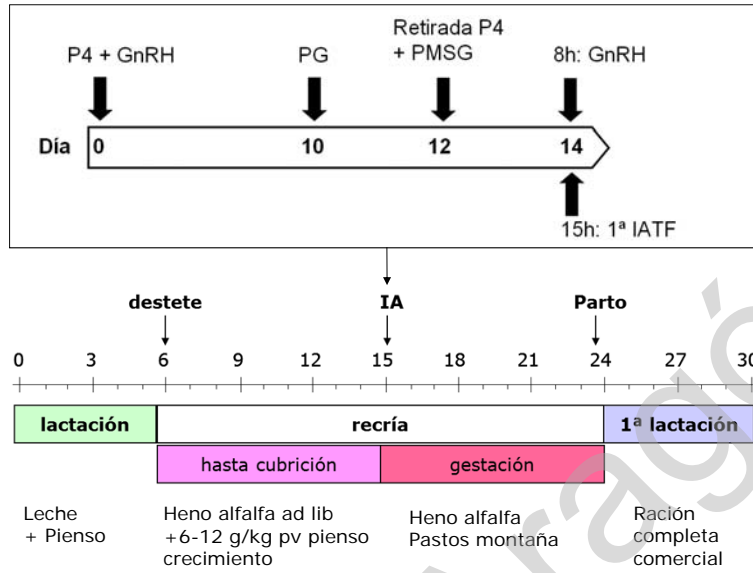 Retirada P4
P4 + GnRH
PG
+ PMSG
8h: GnRH
Día
0
10
12
14
15h: 1ª IATF
destete
IA
Parto
0 3 6 9 12 15 18 21 24 27 30
lactación
recría
1ª lactación
hasta cubrición
gestación
Leche
+ Pienso
Heno alfalfa ad lib
+6-12 g/kg pv pienso
crecimiento
Heno alfalfa
Pastos montaña
Ración
completa
comercial